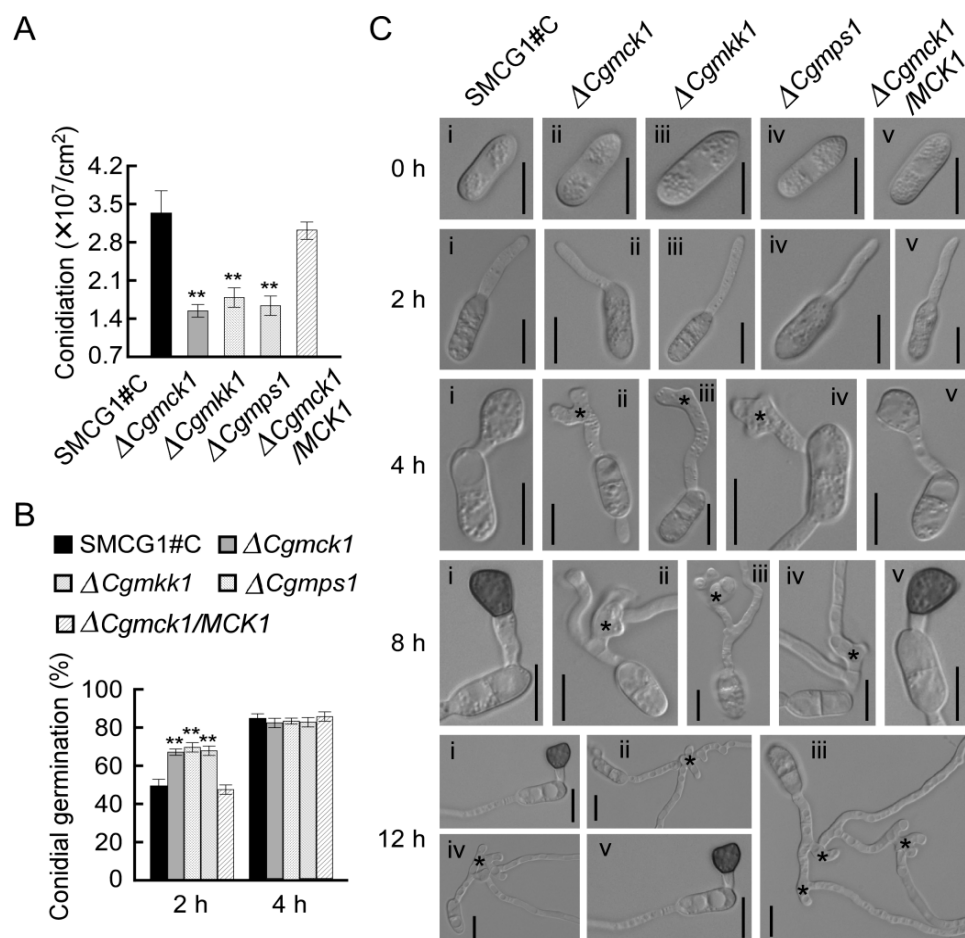 A
Conidiation (×10⁷/cm²)
4.2
3.5
2.8
2.1
1.4
0.7
** ** **
SMCG1#C
ΔCgmck1
ΔCgmkk1
ΔCgmps1
ΔCgmck1
/MCK1
B
SMCG1#C ΔCgmck1
ΔCgmkk1 ΔCgmps1
ΔCgmck1/MCK1
Conidial germination (%)
100
80
60
40
20
0
** ** **
2 h 4 h
C
SMCG1#C
ΔCgmck1
ΔCgmkk1
ΔCgmps1
ΔCgmck1
/MCK1
0 h
i ii iii iv v
2 h
i ii iii iv v
4 h
i ii iii iv v
* * *
8 h
i ii iii iv v
* * *
12 h
i ii iii
iv v
* * * * *